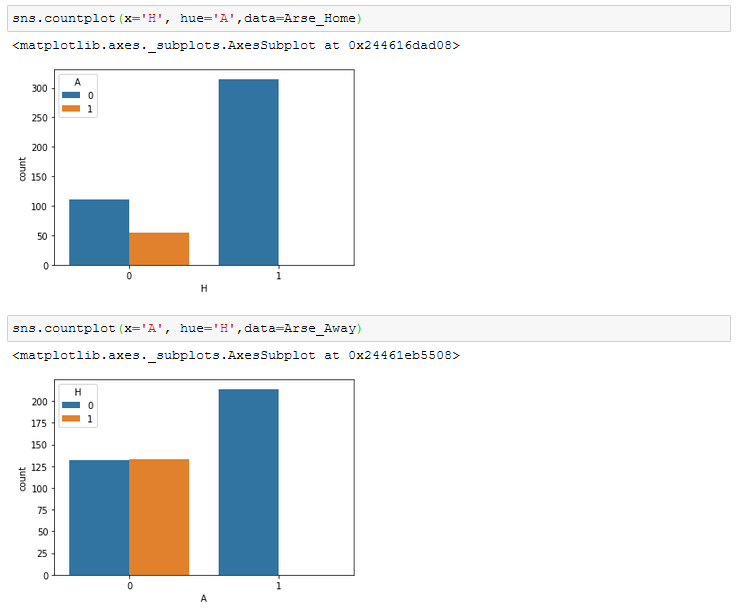 sns.countplot(x='H', hue='A',data=Arse_Home)
<matplotlib.axes._subplots.AxesSubplot at 0x244616dad08>
A
0
1
300
250
200
150
100
50
0
count
0 1
H
sns.countplot(x='A', hue='H',data=Arse_Away)
<matplotlib.axes._subplots.AxesSubplot at 0x24461eb5508>
H
0
1
200
175
150
125
100
75
50
25
0
count
0 1
A